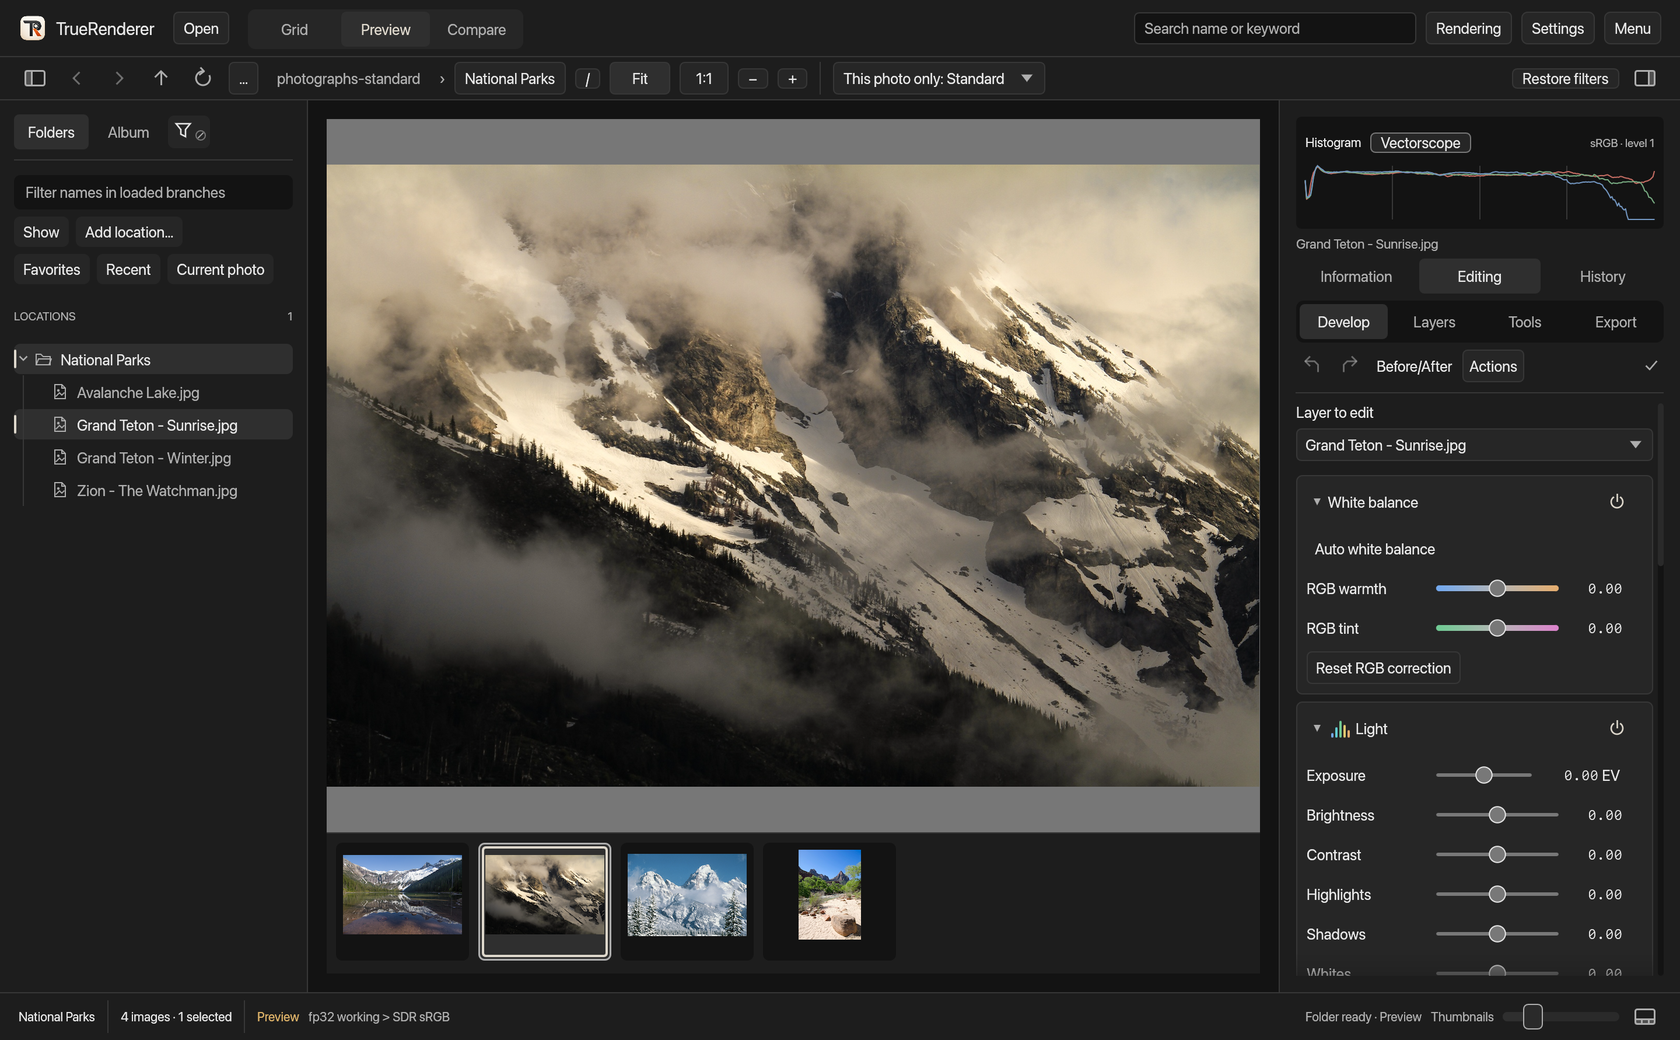 TrueRenderer
Open
Grid
Preview
Compare
Search name or keyword
Rendering
Settings
Menu
...
photographs-standard
›
National Parks
/
Fit
1:1
−
+
This photo only: Standard
Restore filters
Folders
Album
Filter names in loaded branches
Show
Add location...
Favorites
Recent
Current photo
LOCATIONS
1
National Parks
Avalanche Lake.jpg
Grand Teton - Sunrise.jpg
Grand Teton - Winter.jpg
Zion - The Watchman.jpg
Histogram
Vectorscope
sRGB · level 1
Grand Teton - Sunrise.jpg
Information
Editing
History
Develop
Layers
Tools
Export
Before/After
Actions
Layer to edit
Grand Teton - Sunrise.jpg
White balance
Auto white balance
RGB warmth
0.00
RGB tint
0.00
Reset RGB correction
Light
Exposure
0.00 EV
Brightness
0.00
Contrast
0.00
Highlights
0.00
Shadows
0.00
Whites
0.00
National Parks
4 images · 1 selected
Preview
fp32 working > SDR sRGB
Folder ready · Preview
Thumbnails